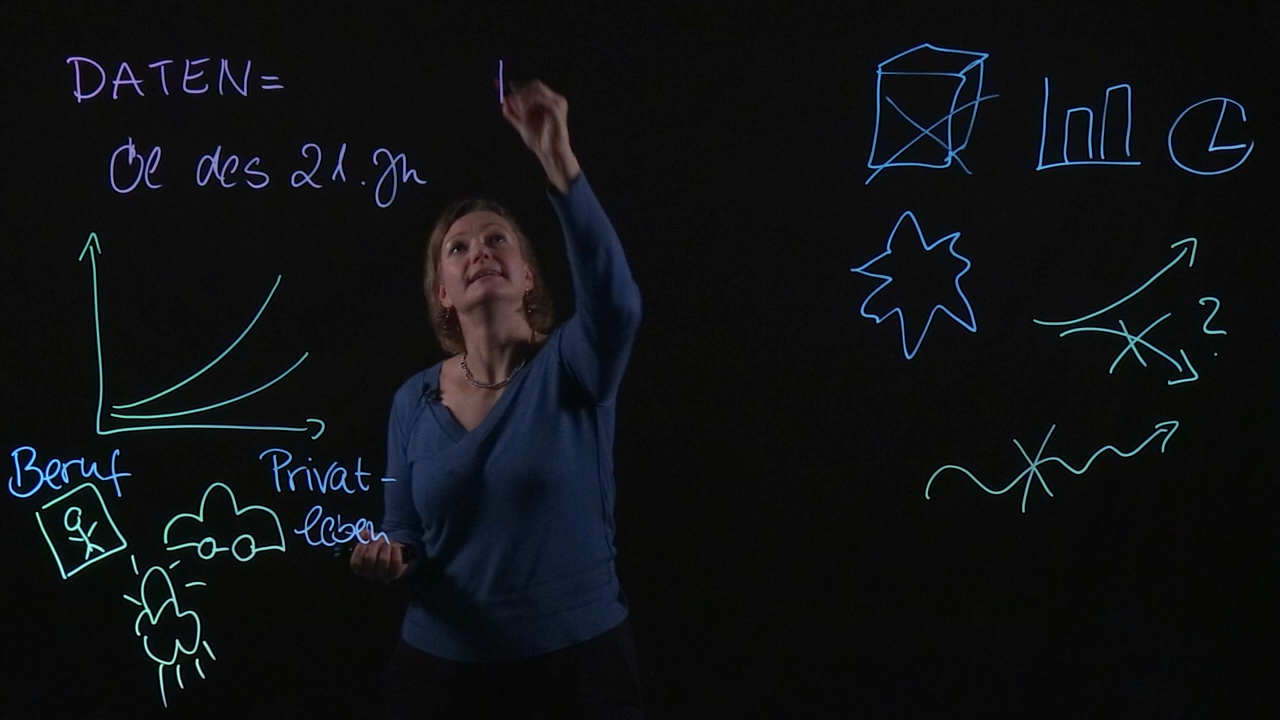 DATEN=
Öl des 21. Jh
Beruf
Privat-
leben
?